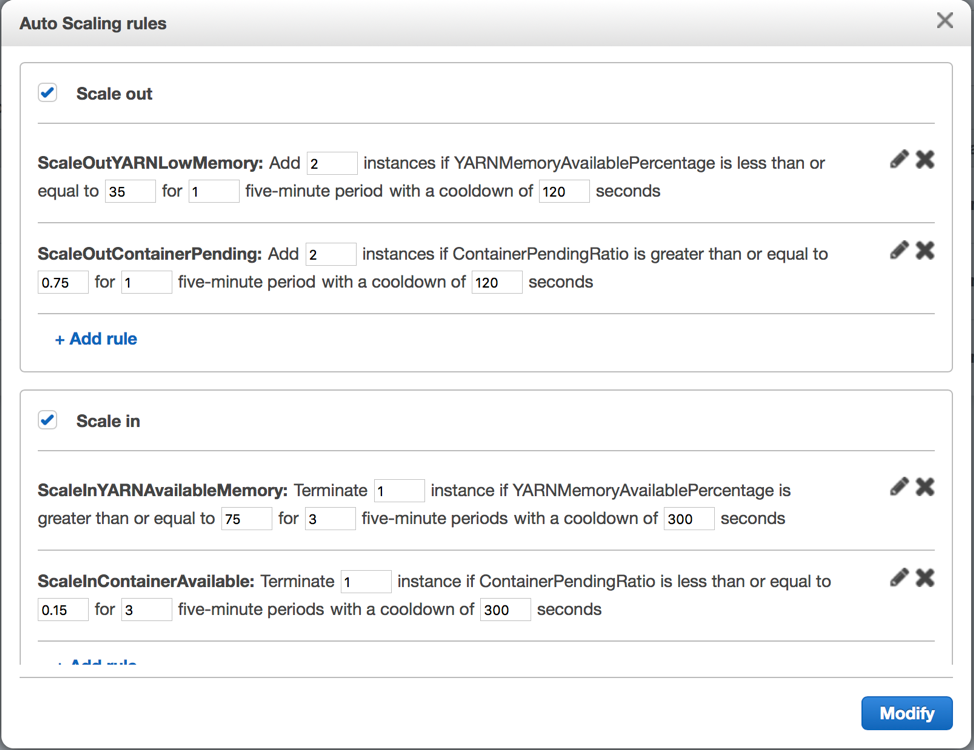 Auto Scaling rules
Scale out
ScaleOutYARNLowMemory: Add 2 instances if YARNMemoryAvailablePercentage is less than or
equal to 35 for 1 five-minute period with a cooldown of 120 seconds
ScaleOutContainerPending: Add 2 instances if ContainerPendingRatio is greater than or equal to
0.75 for 1 five-minute period with a cooldown of 120 seconds
+ Add rule
Scale in
ScaleInYARNAvailableMemory: Terminate 1 instance if YARNMemoryAvailablePercentage is
greater than or equal to 75 for 3 five-minute periods with a cooldown of 300 seconds
ScaleInContainerAvailable: Terminate 1 instance if ContainerPendingRatio is less than or equal to
0.15 for 3 five-minute periods with a cooldown of 300 seconds
+ Add rule
Modify